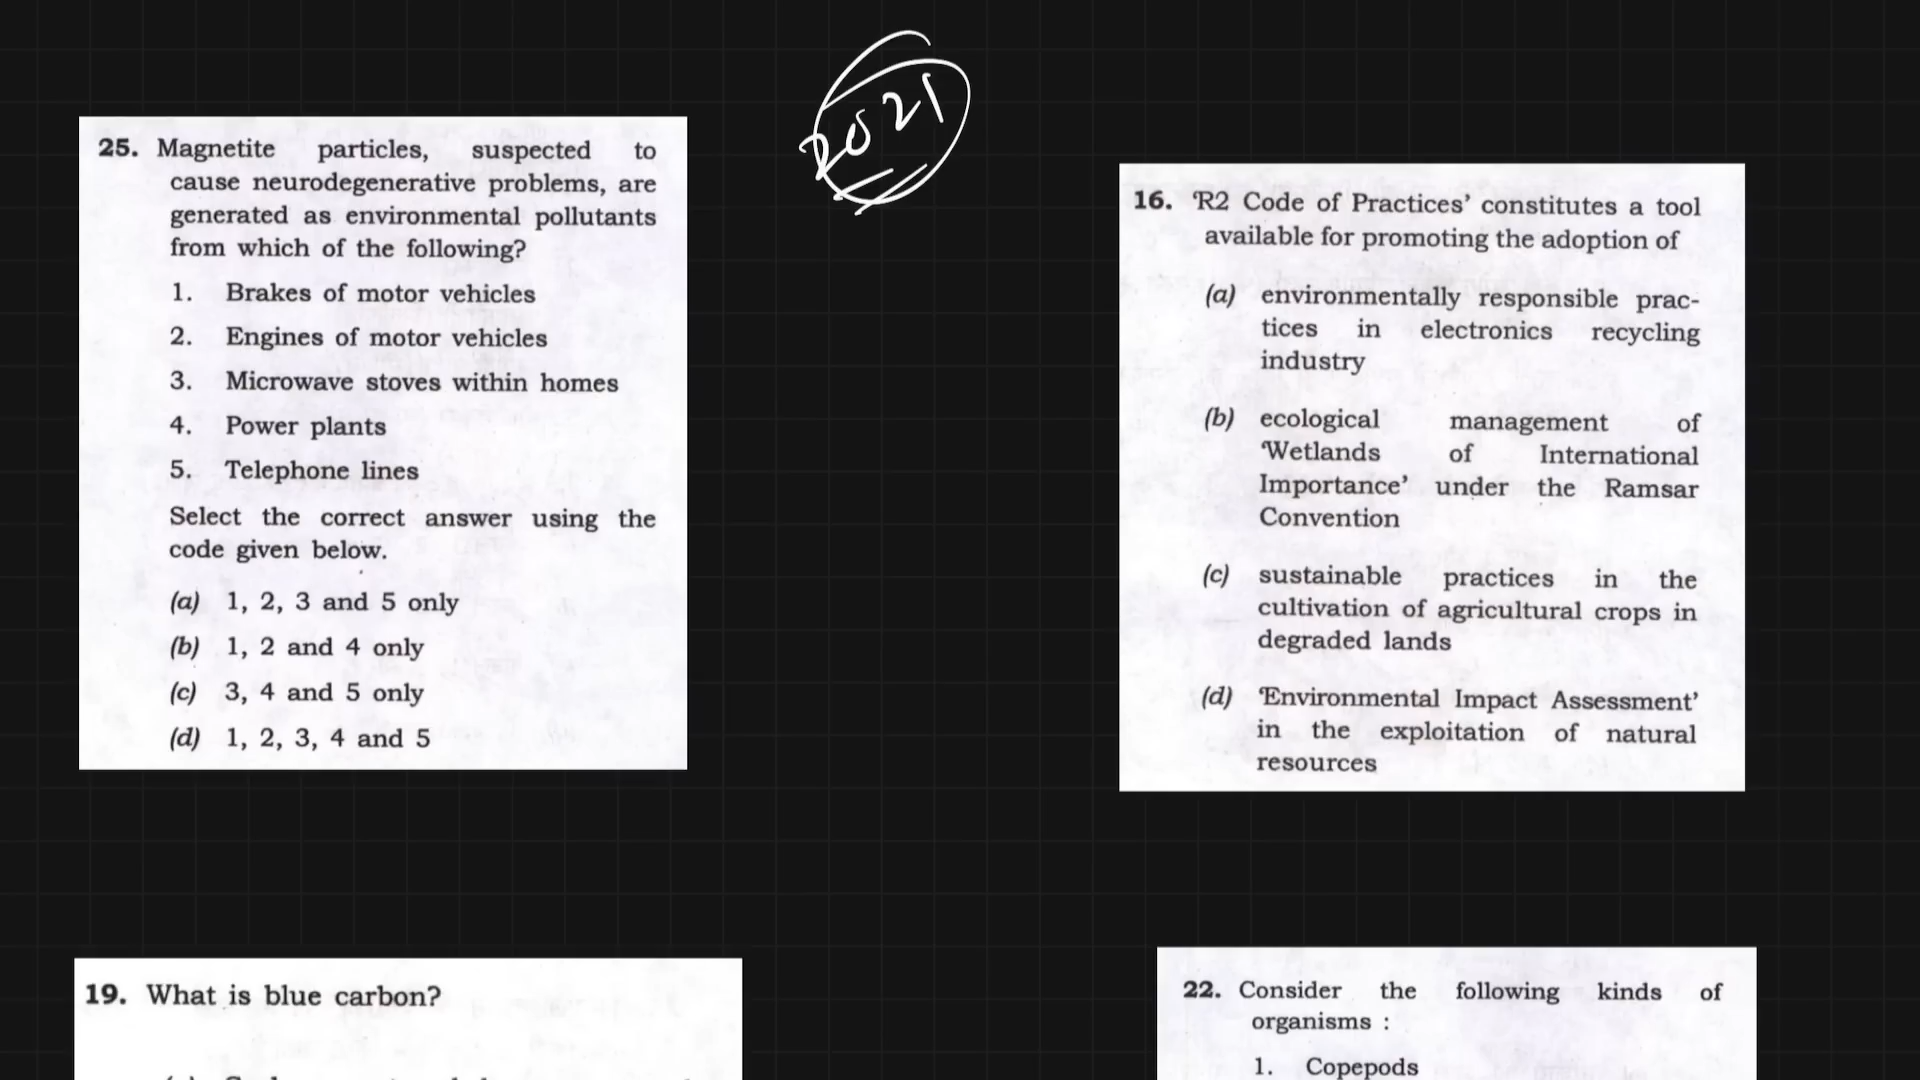 2021
25. Magnetite particles, suspected to
cause neurodegenerative problems, are
generated as environmental pollutants
from which of the following?
1. Brakes of motor vehicles
2. Engines of motor vehicles
3. Microwave stoves within homes
4. Power plants
5. Telephone lines
Select the correct answer using the
code given below.
(a) 1, 2, 3 and 5 only
(b) 1, 2 and 4 only
(c) 3, 4 and 5 only
(d) 1, 2, 3, 4 and 5
16. 'R2 Code of Practices' constitutes a tool
available for promoting the adoption of
(a) environmentally responsible prac-
tices in electronics recycling
industry
(b) ecological management of
'Wetlands of International
Importance' under the Ramsar
Convention
(c) sustainable practices in the
cultivation of agricultural crops in
degraded lands
(d) 'Environmental Impact Assessment'
in the exploitation of natural
resources
19. What is blue carbon?
22. Consider the following kinds of
organisms :
1. Copepods